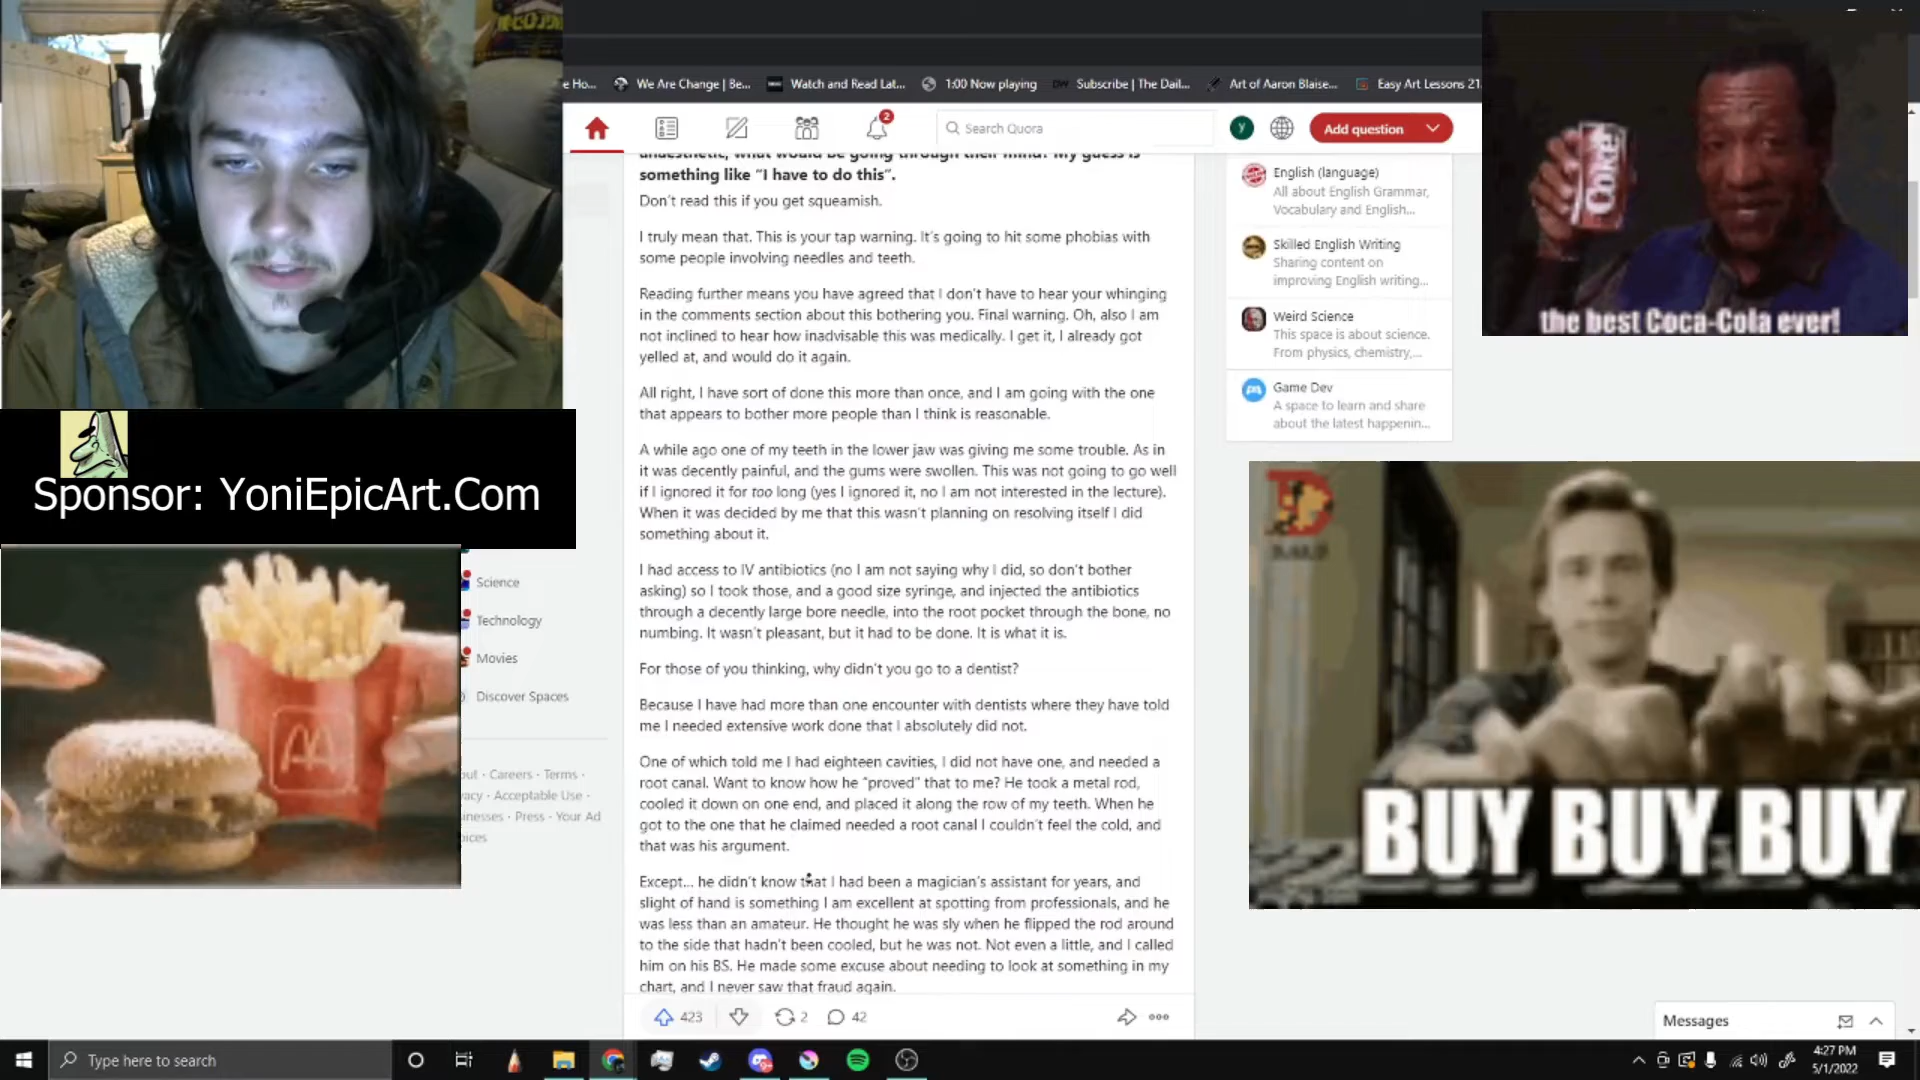 We Are Change | Be...
Watch and Read Lat...
1:00 Now playing
Subscribe | The Dail...
Art of Aaron Blaise...
Easy Art Lessons 21
2
Search Quora
y
Add question
something like “I have to do this”.
Don't read this if you get squeamish.
I truly mean that. This is your tap warning. It's going to hit some phobias with
some people involving needles and teeth.
Reading further means you have agreed that I don't have to hear your whinging
in the comments section about this bothering you. Final warning. Oh, also I am
not inclined to hear how inadvisable this was medically. I get it, I already got
yelled at, and would do it again.
All right, I have sort of done this more than once, and I am going with the one
that appears to bother more people than I think is reasonable.
A while ago one of my teeth in the lower jaw was giving me some trouble. As in
it was decently painful, and the gums were swollen. This was not going to go well
if I ignored it for too long (yes I ignored it, no I am not interested in the lecture).
When it was decided by me that this wasn't planning on resolving itself I did
something about it.
I had access to IV antibiotics (no I am not saying why I did, so don't bother
asking) so I took those, and a good size syringe, and injected the antibiotics
through a decently large bore needle, into the root pocket through the bone, no
numbing. It wasn't pleasant, but it had to be done. It is what it is.
For those of you thinking, why didn't you go to a dentist?
Because I have had more than one encounter with dentists where they have told
me I needed extensive work done that I absolutely did not.
One of which told me I had eighteen cavities, I did not have one, and needed a
root canal. Want to know how he “proved” that to me? He took a metal rod,
cooled it down on one end, and placed it along the row of my teeth. When he
got to the one that he claimed needed a root canal I couldn't feel the cold, and
that was his argument.
Except... he didn't know that I had been a magician's assistant for years, and
slight of hand is something I am excellent at spotting from professionals, and he
was less than an amateur. He thought he was sly when he flipped the rod around
to the side that hadn't been cooled, but he was not. Not even a little, and I called
him on his BS. He made some excuse about needing to look at something in my
chart, and I never saw that fraud again.
423
2
42
English (language)
All about English Grammar,
Vocabulary and English...
Skilled English Writing
Sharing content on
improving English writing...
Weird Science
This space is about science.
From physics, chemistry,...
Game Dev
A space to learn and share
about the latest happenin...
Coke
the best Coca-Cola ever!
Sponsor: YoniEpicArt.Com
Science
Technology
Movies
Discover Spaces
Careers · Terms ·
Acceptable Use ·
Press · Your Ad
BUY BUY BUY
Messages
Type here to search
4:27 PM
5/1/2022